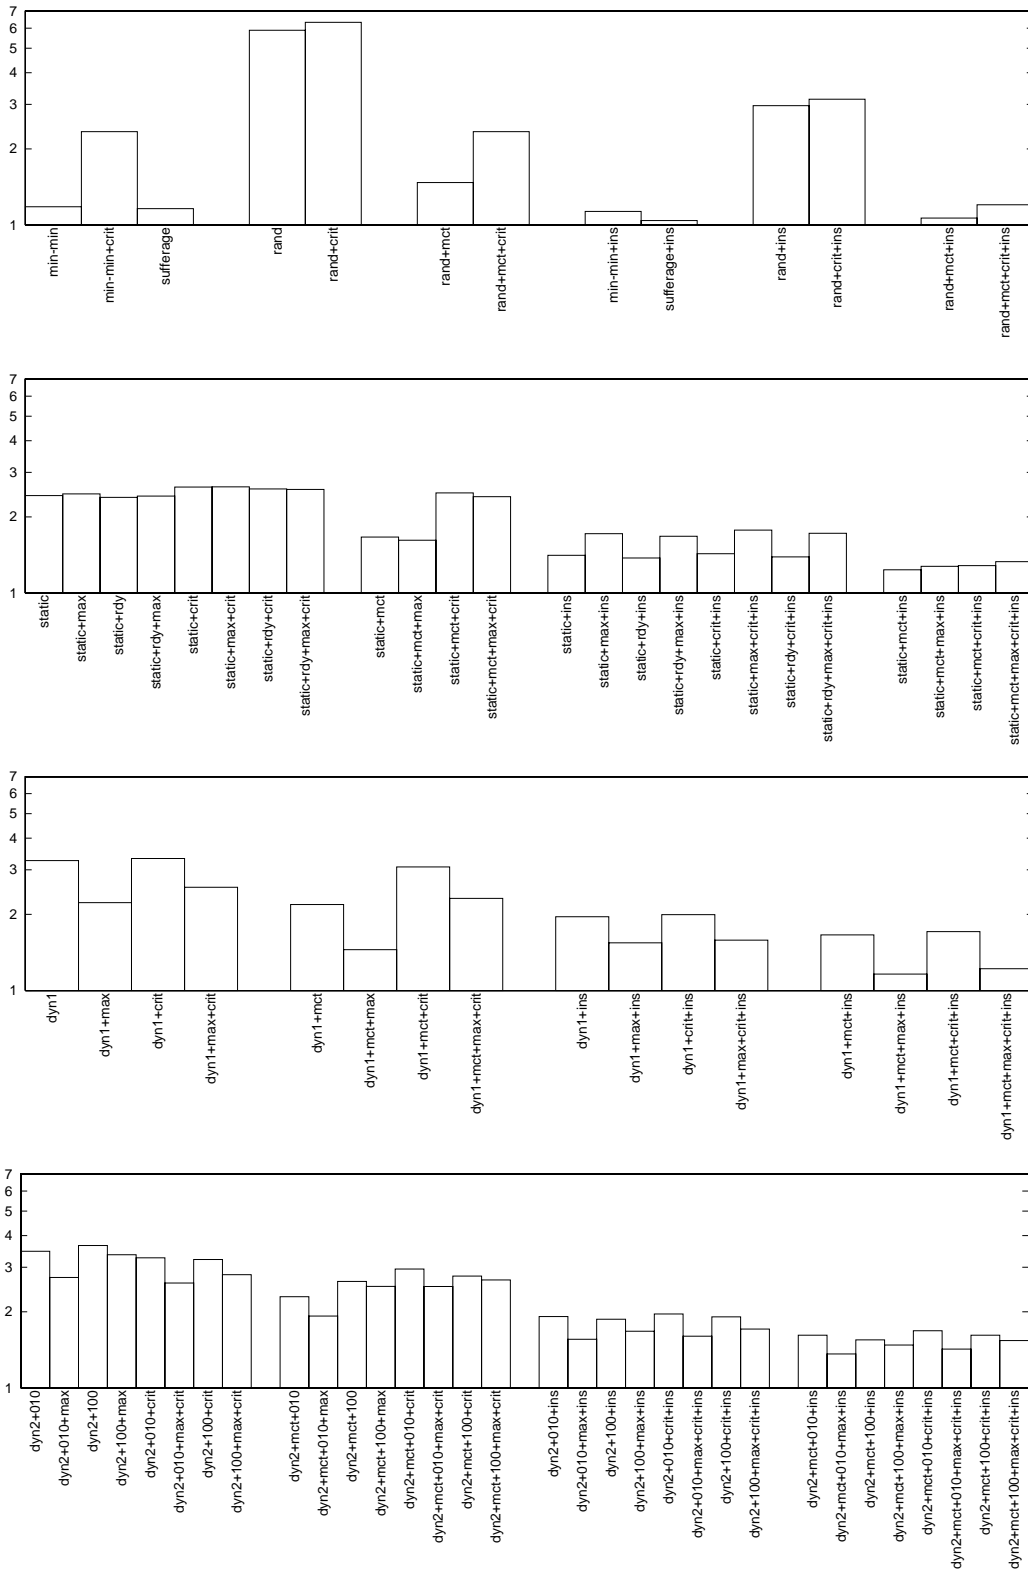 7
6
5
4
3
2
1
min-min
min-min+crit
sufferage
rand
rand+crit
rand+mct
rand+mct+crit
min-min+ins
sufferage+ins
rand+ins
rand+crit+ins
rand+mct+ins
rand+mct+crit+ins
7
6
5
4
3
2
1
static
static+max
static+rdy
static+rdy+max
static+crit
static+max+crit
static+rdy+crit
static+rdy+max+crit
static+mct
static+mct+max
static+mct+crit
static+mct+max+crit
static+ins
static+max+ins
static+rdy+ins
static+rdy+max+ins
static+crit+ins
static+max+crit+ins
static+rdy+crit+ins
static+rdy+max+crit+ins
static+mct+ins
static+mct+max+ins
static+mct+crit+ins
static+mct+max+crit+ins
7
6
5
4
3
2
1
dyn1
dyn1+max
dyn1+crit
dyn1+max+crit
dyn1+mct
dyn1+mct+max
dyn1+mct+crit
dyn1+mct+max+crit
dyn1+ins
dyn1+max+ins
dyn1+crit+ins
dyn1+max+crit+ins
dyn1+mct+ins
dyn1+mct+max+ins
dyn1+mct+crit+ins
dyn1+mct+max+crit+ins
7
6
5
4
3
2
1
dyn2+010
dyn2+010+max
dyn2+100
dyn2+100+max
dyn2+010+crit
dyn2+010+max+crit
dyn2+100+crit
dyn2+100+max+crit
dyn2+mct+010
dyn2+mct+010+max
dyn2+mct+100
dyn2+mct+100+max
dyn2+mct+010+crit
dyn2+mct+010+max+crit
dyn2+mct+100+crit
dyn2+mct+100+max+crit
dyn2+010+ins
dyn2+010+max+ins
dyn2+100+ins
dyn2+100+max+ins
dyn2+010+crit+ins
dyn2+010+max+crit+ins
dyn2+100+crit+ins
dyn2+100+max+crit+ins
dyn2+mct+010+ins
dyn2+mct+010+max+ins
dyn2+mct+100+ins
dyn2+mct+100+max+ins
dyn2+mct+010+crit+ins
dyn2+mct+010+max+crit+ins
dyn2+mct+100+crit+ins
dyn2+mct+100+max+crit+ins